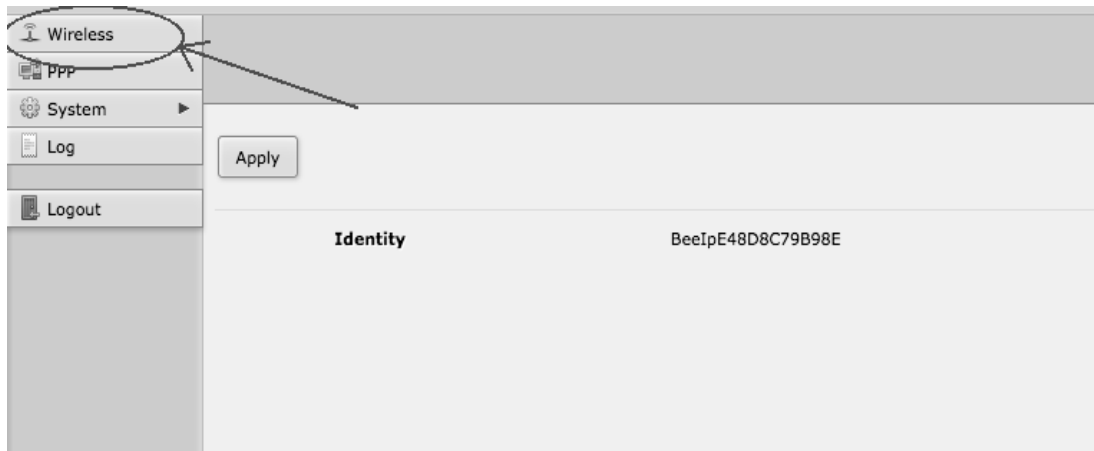 Wireless
PPP
System
Log
Logout
Apply
Identity BeeIpE48D8C79B98E